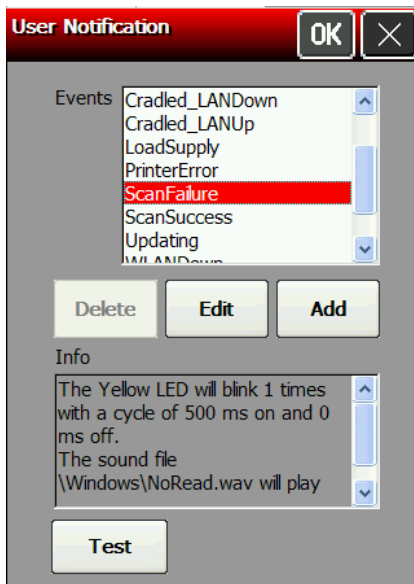 User Notification
OK
Events
Cradled_LANDown
Cradled_LANUp
LoadSupply
PrinterError
ScanFailure
ScanSuccess
Updating
WLANDown
Delete
Edit
Add
Info
The Yellow LED will blink 1 times
with a cycle of 500 ms on and 0
ms off.
The sound file
\Windows\NoRead.wav will play
Test